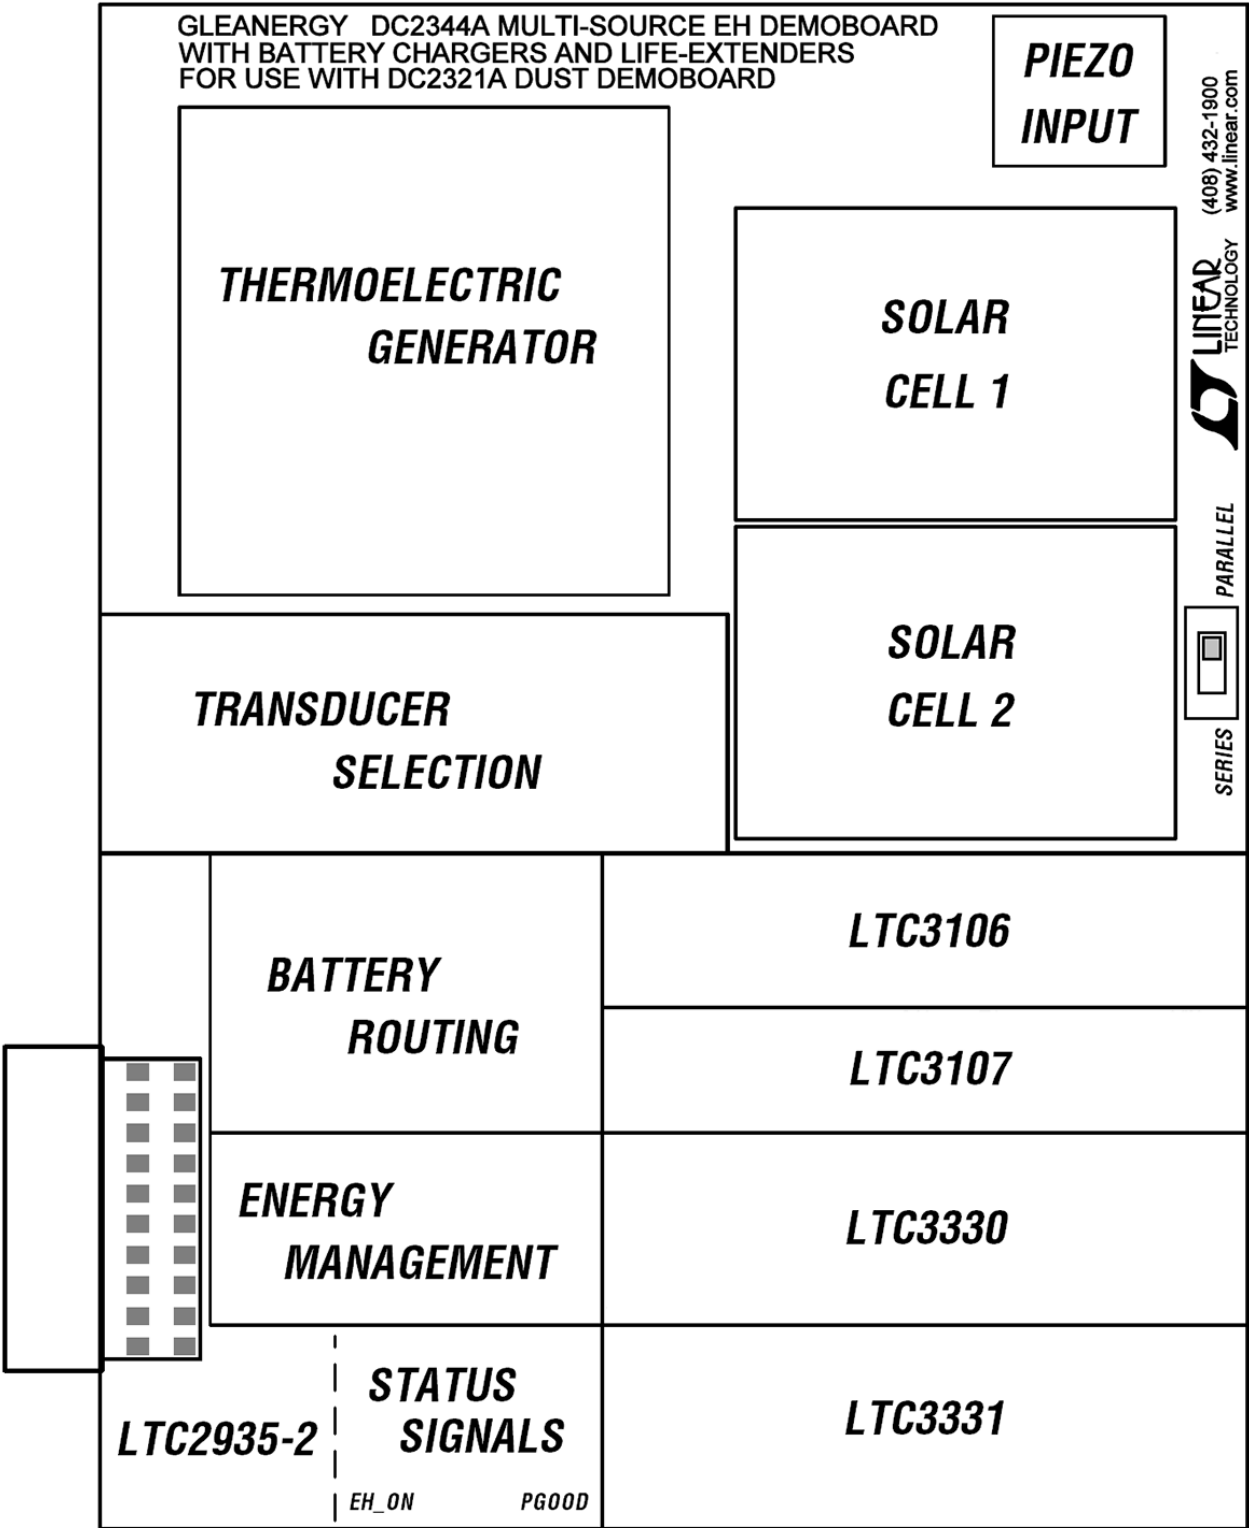 GLEANERGY DC2344A MULTI-SOURCE EH DEMOBOARD
WITH BATTERY CHARGERS AND LIFE-EXTENDERS
FOR USE WITH DC2321A DUST DEMOBOARD
PIEZO
INPUT
(408) 432-1900
www.linear.com
LINEAR
TECHNOLOGY
THERMOELECTRIC
GENERATOR
SOLAR
CELL 1
PARALLEL
SERIES
SOLAR
CELL 2
TRANSDUCER
SELECTION
BATTERY
ROUTING
LTC3106
LTC3107
ENERGY
MANAGEMENT
LTC3330
LTC2935-2
STATUS
SIGNALS
EH_ON
PGOOD
LTC3331